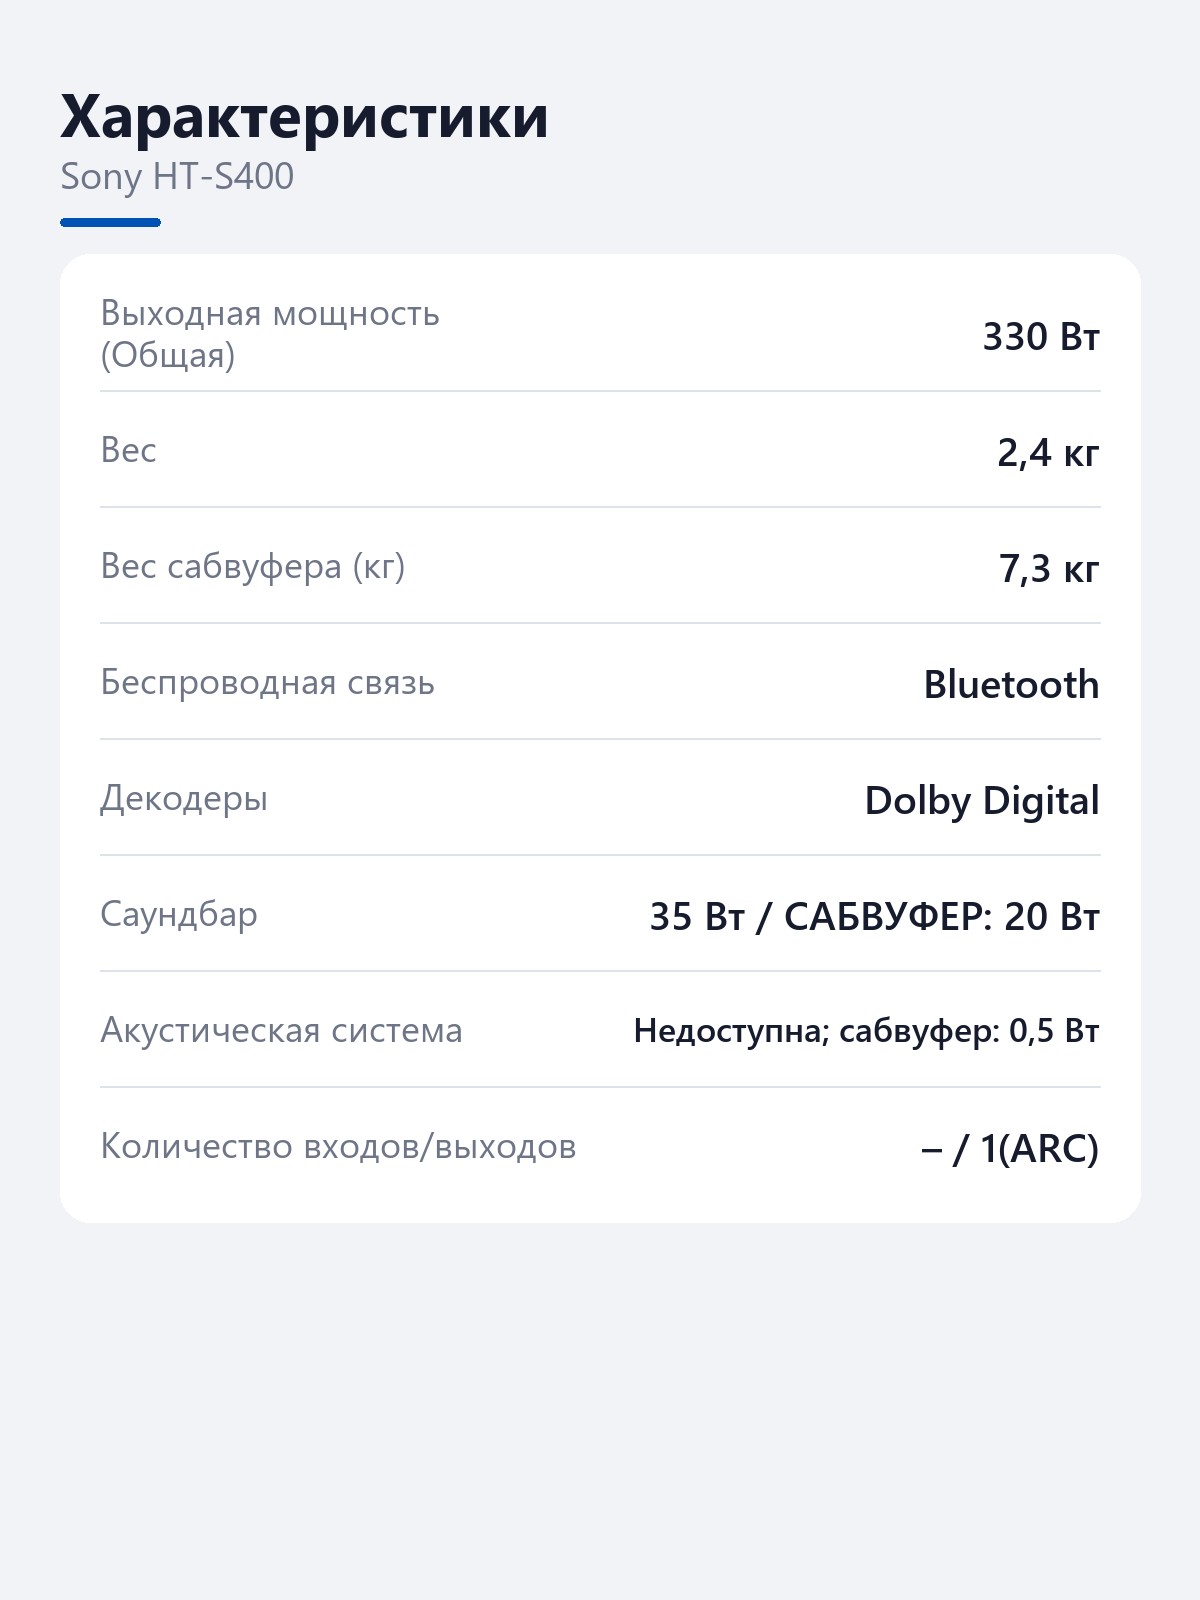 Характеристики
Sony HT-S400
Выходная мощность
(Общая)
330 Вт
Вес
2,4 кг
Вес сабвуфера (кг)
7,3 кг
Беспроводная связь
Bluetooth
Декодеры
Dolby Digital
Саундбар
35 Вт / САБВУФЕР: 20 Вт
Акустическая система
Недоступна; сабвуфер: 0,5 Вт
Количество входов/выходов
– / 1(ARC)